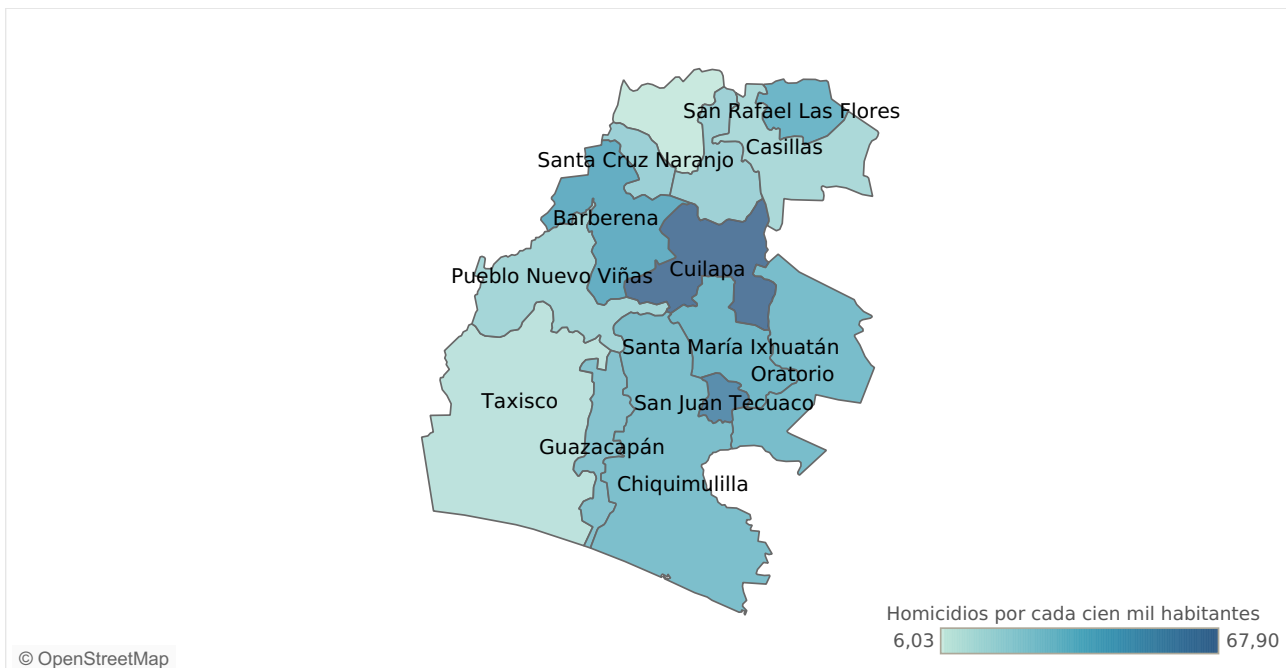 San Rafael Las Flores
Casillas
Santa Cruz Naranjo
Barberena
Cuilapa
Pueblo Nuevo Viñas
Santa María Ixhuatán
Oratorio
Taxisco
San Juan Tecuaco
Guazacapán
Chiquimulilla
Homicidios por cada cien mil habitantes
6,03 67,90
© OpenStreetMap